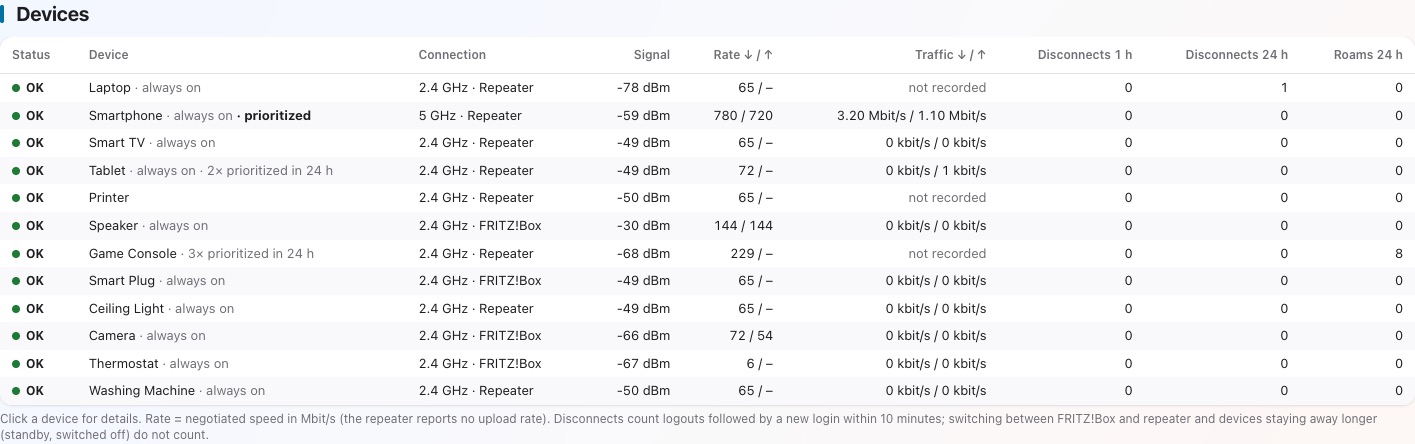 Devices
Status Device Connection Signal Rate ↓ / ↑ Traffic ↓ / ↑ Disconnects 1 h Disconnects 24 h Roams 24 h
OK Laptop · always on 2.4 GHz · Repeater -78 dBm 65 / – not recorded 0 1 0
OK Smartphone · always on · prioritized 5 GHz · Repeater -59 dBm 780 / 720 3.20 Mbit/s / 1.10 Mbit/s 0 0 0
OK Smart TV · always on 2.4 GHz · Repeater -49 dBm 65 / – 0 kbit/s / 0 kbit/s 0 0 0
OK Tablet · always on · 2× prioritized in 24 h 2.4 GHz · Repeater -49 dBm 72 / – 0 kbit/s / 1 kbit/s 0 0 0
OK Printer 2.4 GHz · Repeater -50 dBm 65 / – not recorded 0 0 0
OK Speaker · always on 2.4 GHz · FRITZ!Box -30 dBm 144 / 144 0 kbit/s / 0 kbit/s 0 0 0
OK Game Console · 3× prioritized in 24 h 2.4 GHz · Repeater -68 dBm 229 / – not recorded 0 0 8
OK Smart Plug · always on 2.4 GHz · FRITZ!Box -49 dBm 65 / – 0 kbit/s / 0 kbit/s 0 0 0
OK Ceiling Light · always on 2.4 GHz · Repeater -49 dBm 65 / – 0 kbit/s / 0 kbit/s 0 0 0
OK Camera · always on 2.4 GHz · FRITZ!Box -66 dBm 72 / 54 0 kbit/s / 0 kbit/s 0 0 0
OK Thermostat · always on 2.4 GHz · FRITZ!Box -67 dBm 6 / – 0 kbit/s / 0 kbit/s 0 0 0
OK Washing Machine · always on 2.4 GHz · Repeater -50 dBm 65 / – 0 kbit/s / 0 kbit/s 0 0 0
Click a device for details. Rate = negotiated speed in Mbit/s (the repeater reports no upload rate). Disconnects count logouts followed by a new login within 10 minutes; switching between FRITZ!Box and repeater and devices staying away longer
(standby, switched off) do not count.